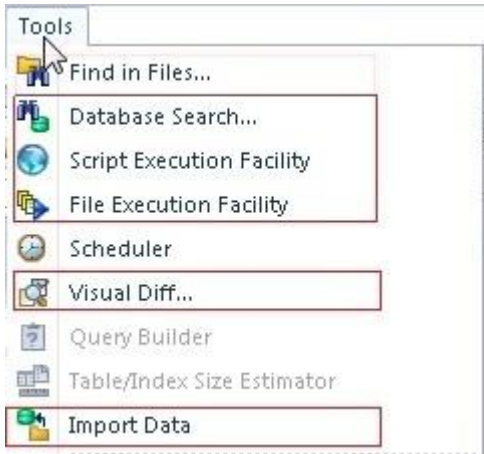 Tools
Find in Files...
Database Search...
Script Execution Facility
File Execution Facility
Scheduler
Visual Diff...
Query Builder
Table/Index Size Estimator
Import Data